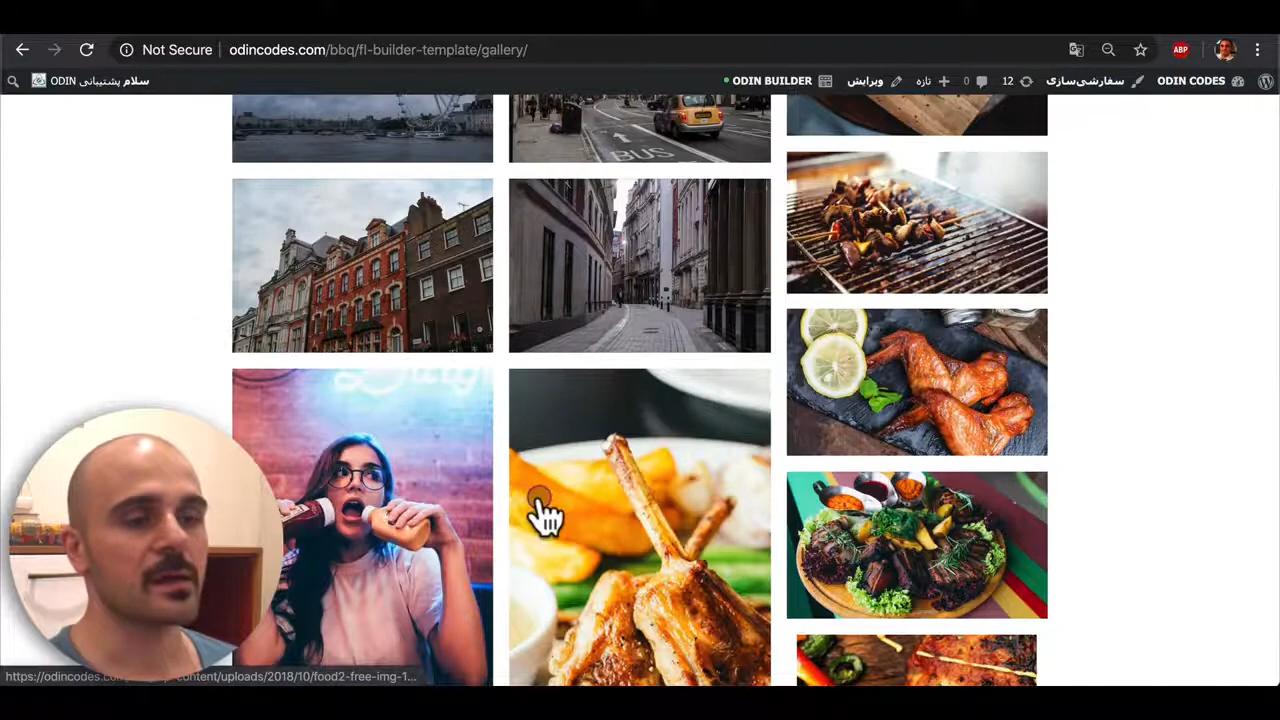 Not Secure | odincodes.com/bbq/fl-builder-template/gallery/
ABP
سلام پشتیبانی ODIN
ODIN BUILDER
ویرایش
تازه
0
12
سفارشی‌سازی
ODIN CODES
BUS
https://odincodes.com
content/uploads/2018/10/food2-free-img-1...